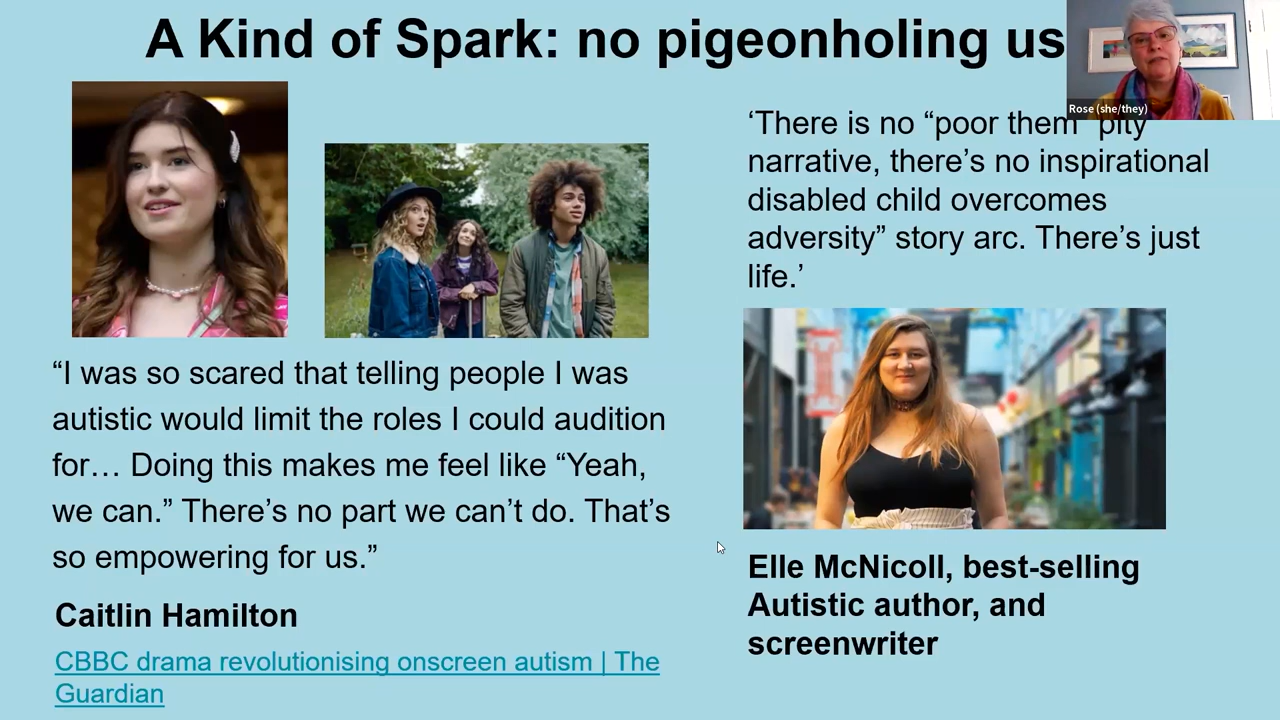 A Kind of Spark: no pigeonholing us
Rose (she/they)
‘There is no “poor them” pity
narrative, there’s no inspirational
disabled child overcomes
adversity” story arc. There’s just
life.’
“I was so scared that telling people I was
autistic would limit the roles I could audition
for… Doing this makes me feel like “Yeah,
we can.” There’s no part we can’t do. That’s
so empowering for us.”
Caitlin Hamilton
CBBC drama revolutionising onscreen autism | The
Guardian
Elle McNicoll, best-selling
Autistic author, and
screenwriter